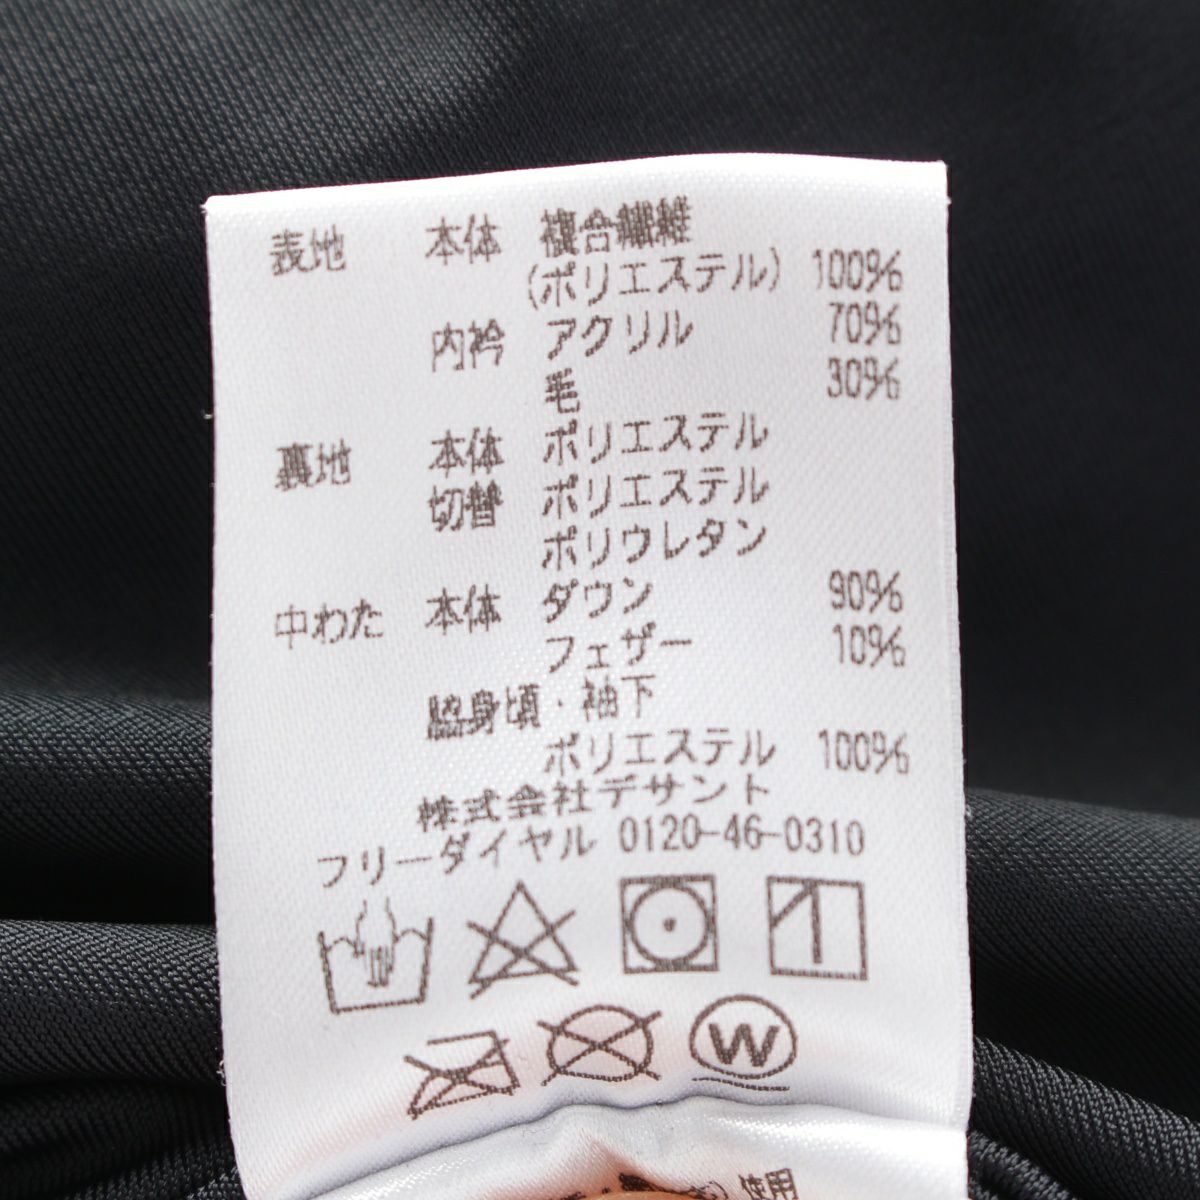 表地 本体 複合繊維
(ポリエステル) 100%
内衿 アクリル 70%
毛 30%
裏地 本体 ポリエステル
切替 ポリエステル
ポリウレタン
中わた 本体 ダウン 90%
フェザー 10%
脇身頃・袖下
ポリエステル 100%
株式会社デサント
フリーダイヤル 0120-46-0310
W
使用